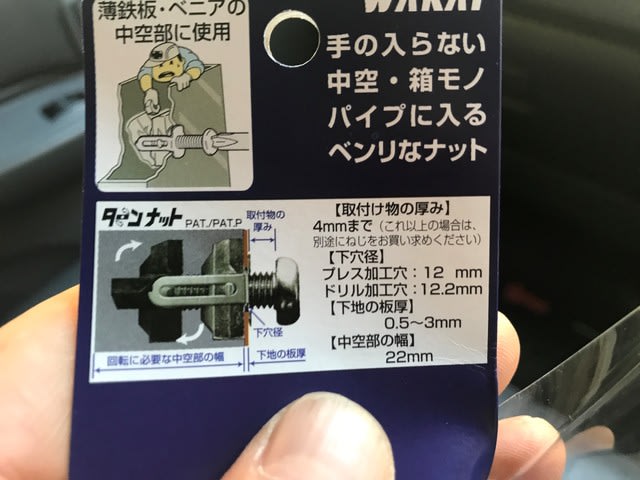 WAKAI
薄鉄板・ベニアの
中空部に使用
手の入らない
中空・箱モノ
パイプに入る
ベンリなナット
ターンナット PAT./PAT.P
取付物の
厚み
下穴径
回転に必要な中空部の幅
下地の板厚
【取付け物の厚み】
4mmまで（これ以上の場合は、
別途にねじをお買い求めください）
【下穴径】
プレス加工穴：12 mm
ドリル加工穴：12.2mm
【下地の板厚】
0.5～3mm
【中空部の幅】
22mm